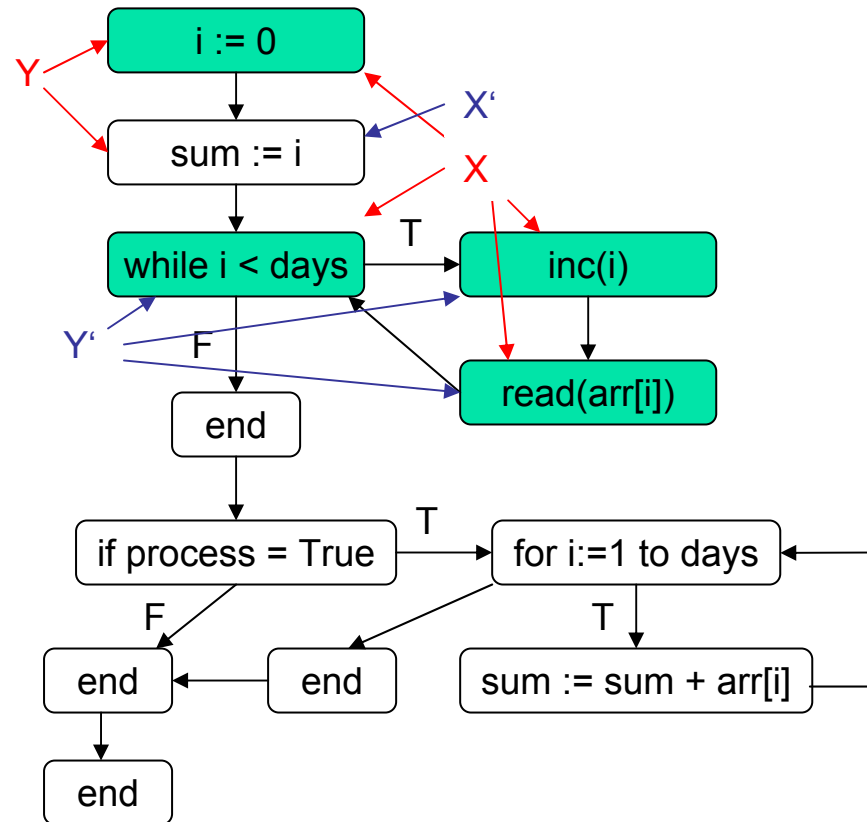 i := 0
Y
X‘
sum := i
X
T
while i < days
inc(i)
Y‘
F
read(arr[i])
end
T
if process = True
for i:=1 to days
F
T
end
end
sum := sum + arr[i]
end